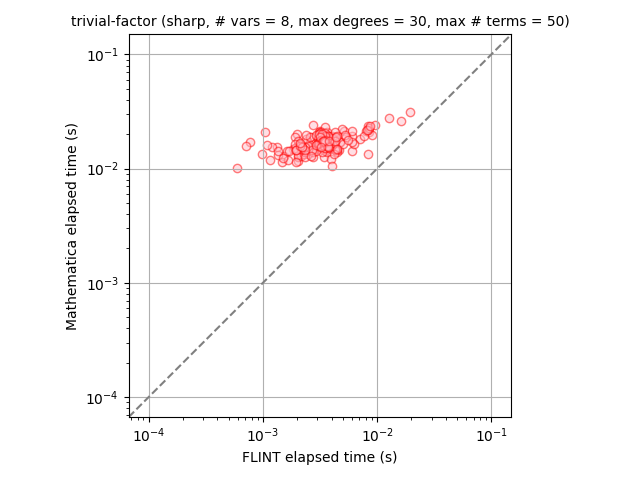 trivial-factor (sharp, # vars = 8, max degrees = 30, max # terms = 50)
10⁻¹
10⁻²
10⁻³
10⁻⁴
Mathematica elapsed time (s)
10⁻⁴ 10⁻³ 10⁻² 10⁻¹
FLINT elapsed time (s)